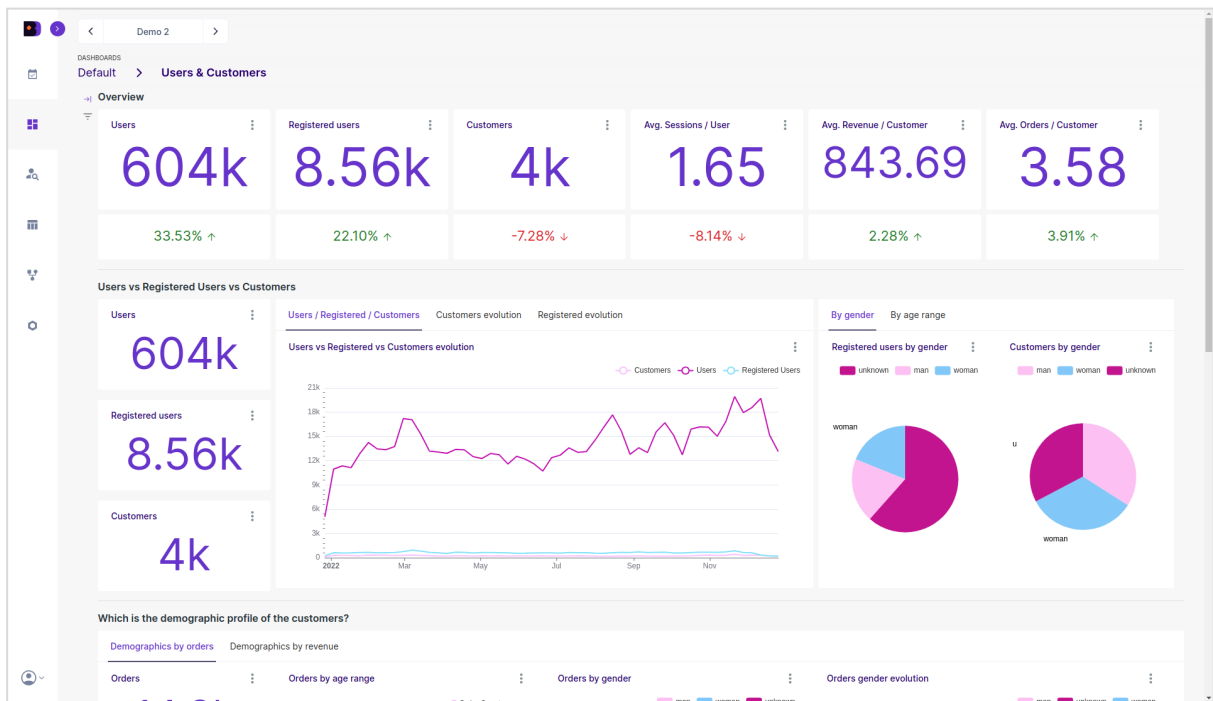 Demo 2
DASHBOARDS
Default > Users & Customers
Overview
Users
604k
33.53% ↑
Registered users
8.56k
22.10% ↑
Customers
4k
-7.28% ↓
Avg. Sessions / User
1.65
-8.14% ↓
Avg. Revenue / Customer
843.69
2.28% ↑
Avg. Orders / Customer
3.58
3.91% ↑
Users vs Registered Users vs Customers
Users
604k
Registered users
8.56k
Customers
4k
Users / Registered / Customers Customers evolution Registered evolution
Users vs Registered vs Customers evolution
Customers Users Registered Users
21k
18k
15k
12k
9k
6k
3k
0
2022 Mar May Jul Sep Nov
By gender By age range
Registered users by gender
unknown man woman
woman
Customers by gender
man woman unknown
u
woman
Which is the demographic profile of the customers?
Demographics by orders Demographics by revenue
Orders
Orders by age range
Orders by gender
man woman unknown
Orders gender evolution
man unknown woman